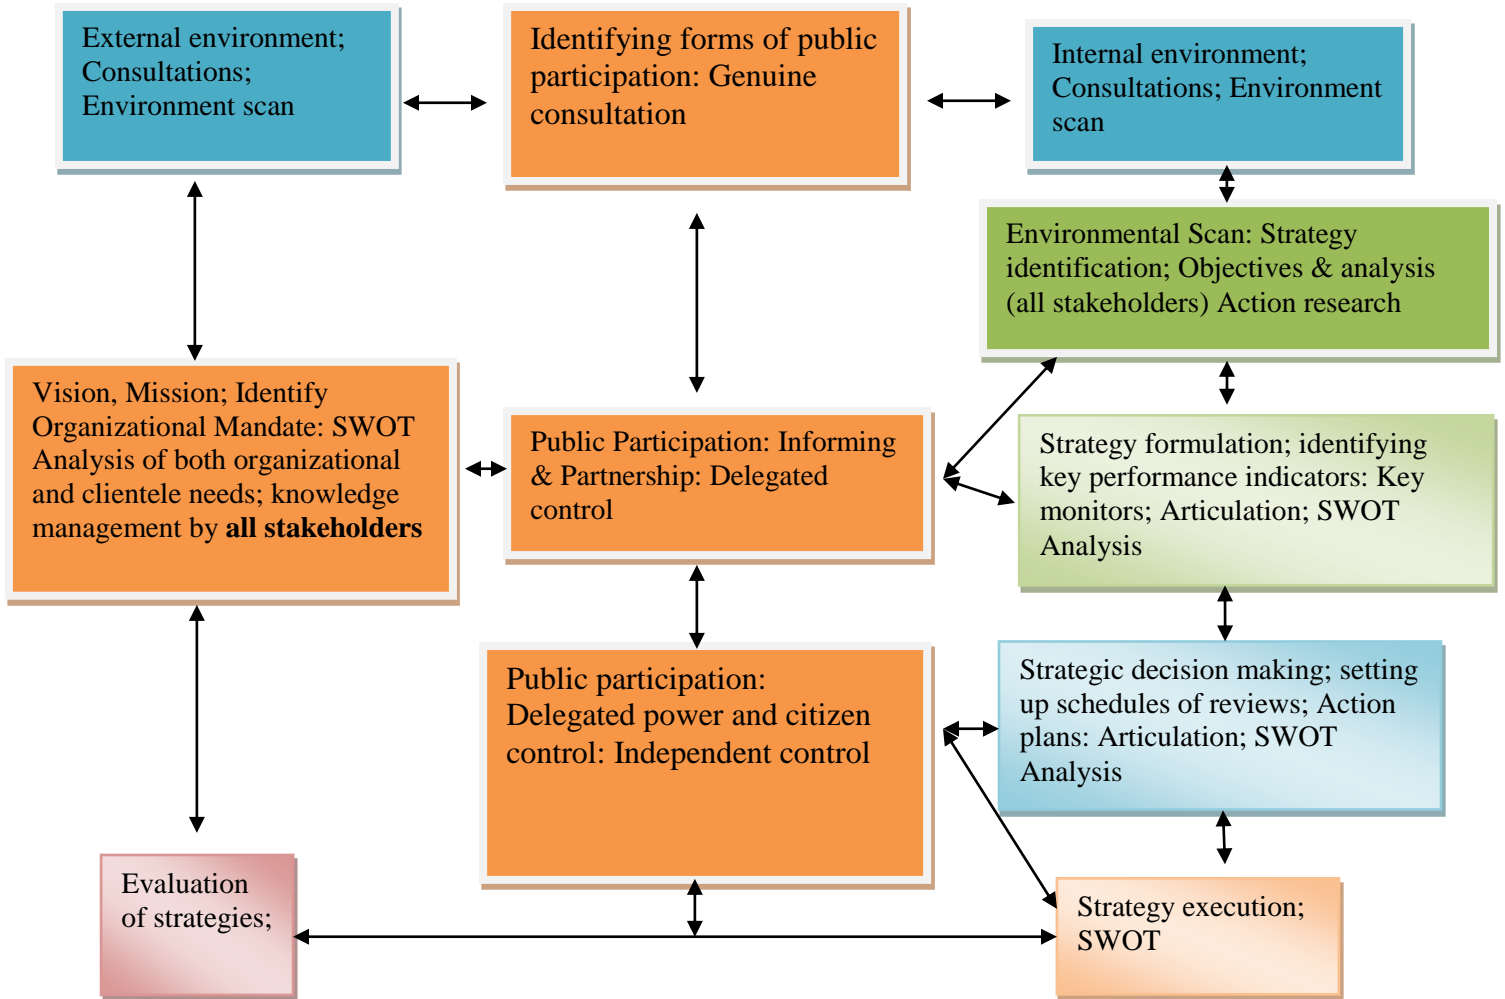 External environment;
Consultations;
Environment scan
Identifying forms of public
participation: Genuine
consultation
Internal environment;
Consultations; Environment
scan
Environmental Scan: Strategy
identification; Objectives & analysis
(all stakeholders) Action research
Vision, Mission; Identify
Organizational Mandate: SWOT
Analysis of both organizational
and clientele needs; knowledge
management by all stakeholders
Public Participation: Informing
& Partnership: Delegated
control
Strategy formulation; identifying
key performance indicators: Key
monitors; Articulation; SWOT
Analysis
Public participation:
Delegated power and citizen
control: Independent control
Strategic decision making; setting
up schedules of reviews; Action
plans: Articulation; SWOT
Analysis
Evaluation
of strategies;
Strategy execution;
SWOT